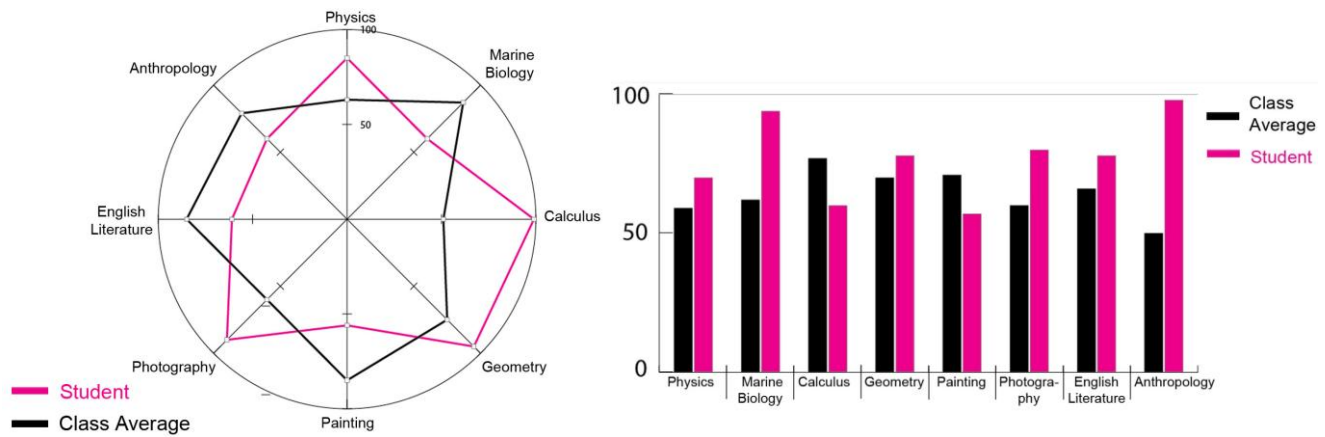 Physics
100
Marine
Biology
Anthropology
50
English
Literature
Calculus
Photography
Geometry
Painting
Student
Class Average
100
50
0
Class
Average
Student
Physics
Marine
Biology
Calculus
Geometry
Painting
Photogra-
phy
English
Literature
Anthropology